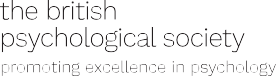 the british
psychological society
promoting excellence in psychology